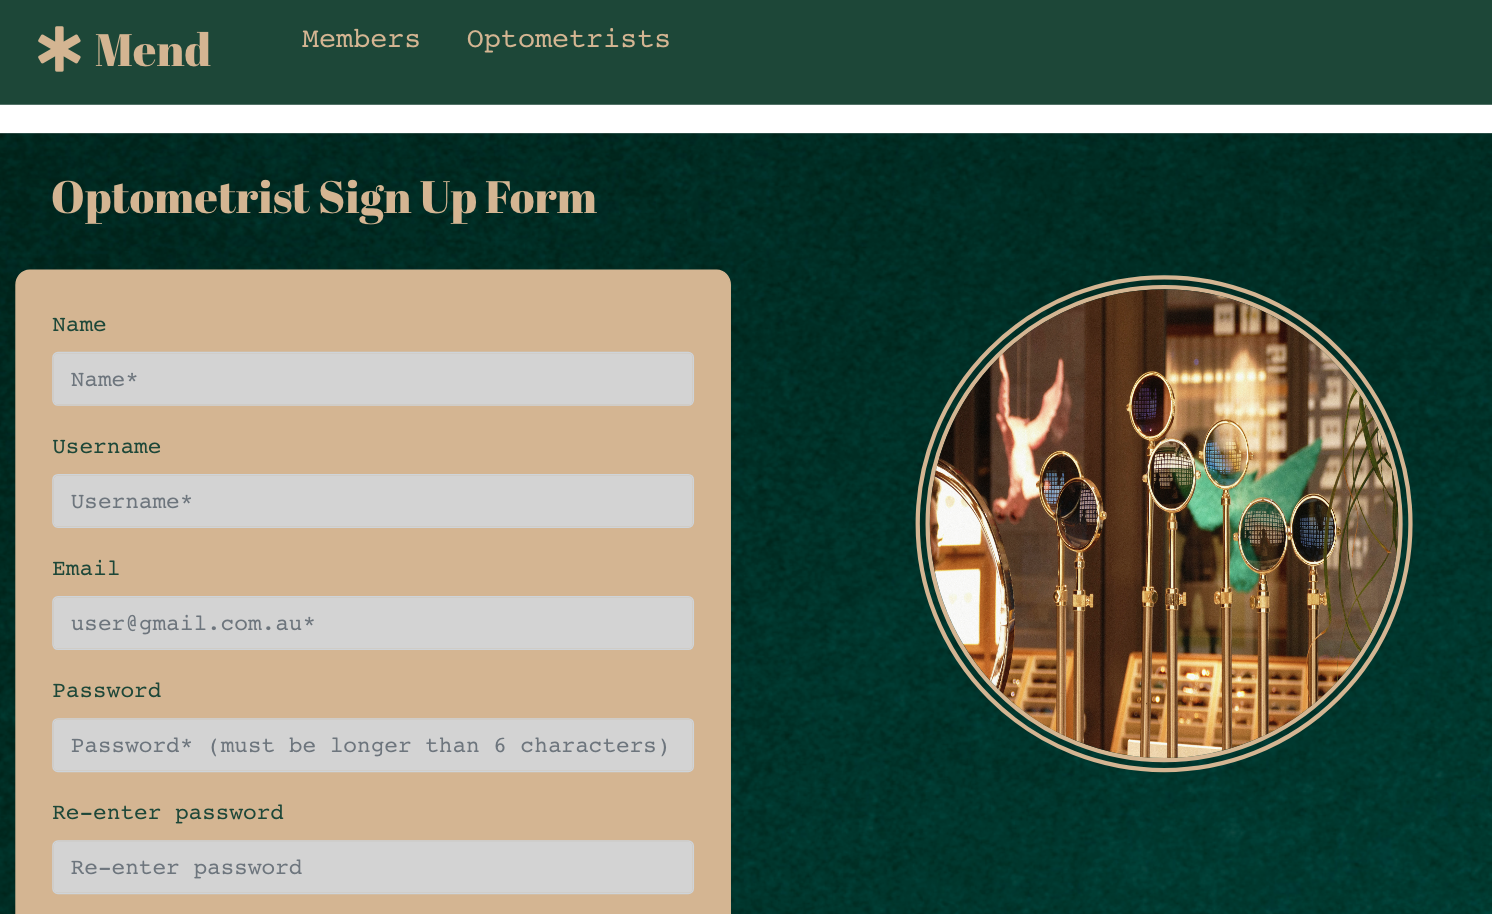 Mend
Members Optometrists
Optometrist Sign Up Form
Name
Name*
Username
Username*
Email
user@gmail.com.au*
Password
Password* (must be longer than 6 characters)
Re-enter password
Re-enter password